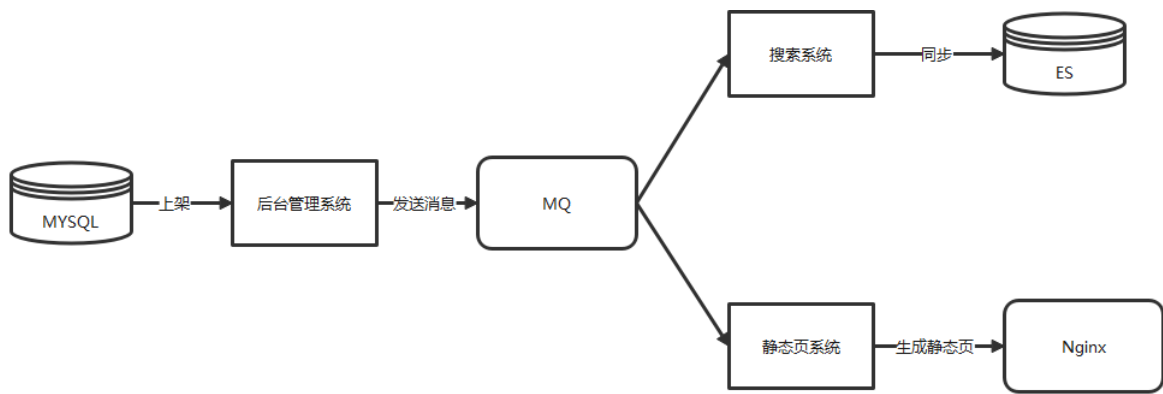 搜索系统
同步
ES
MYSQL
上架
后台管理系统
发送消息
MQ
静态页系统
生成静态页
Nginx